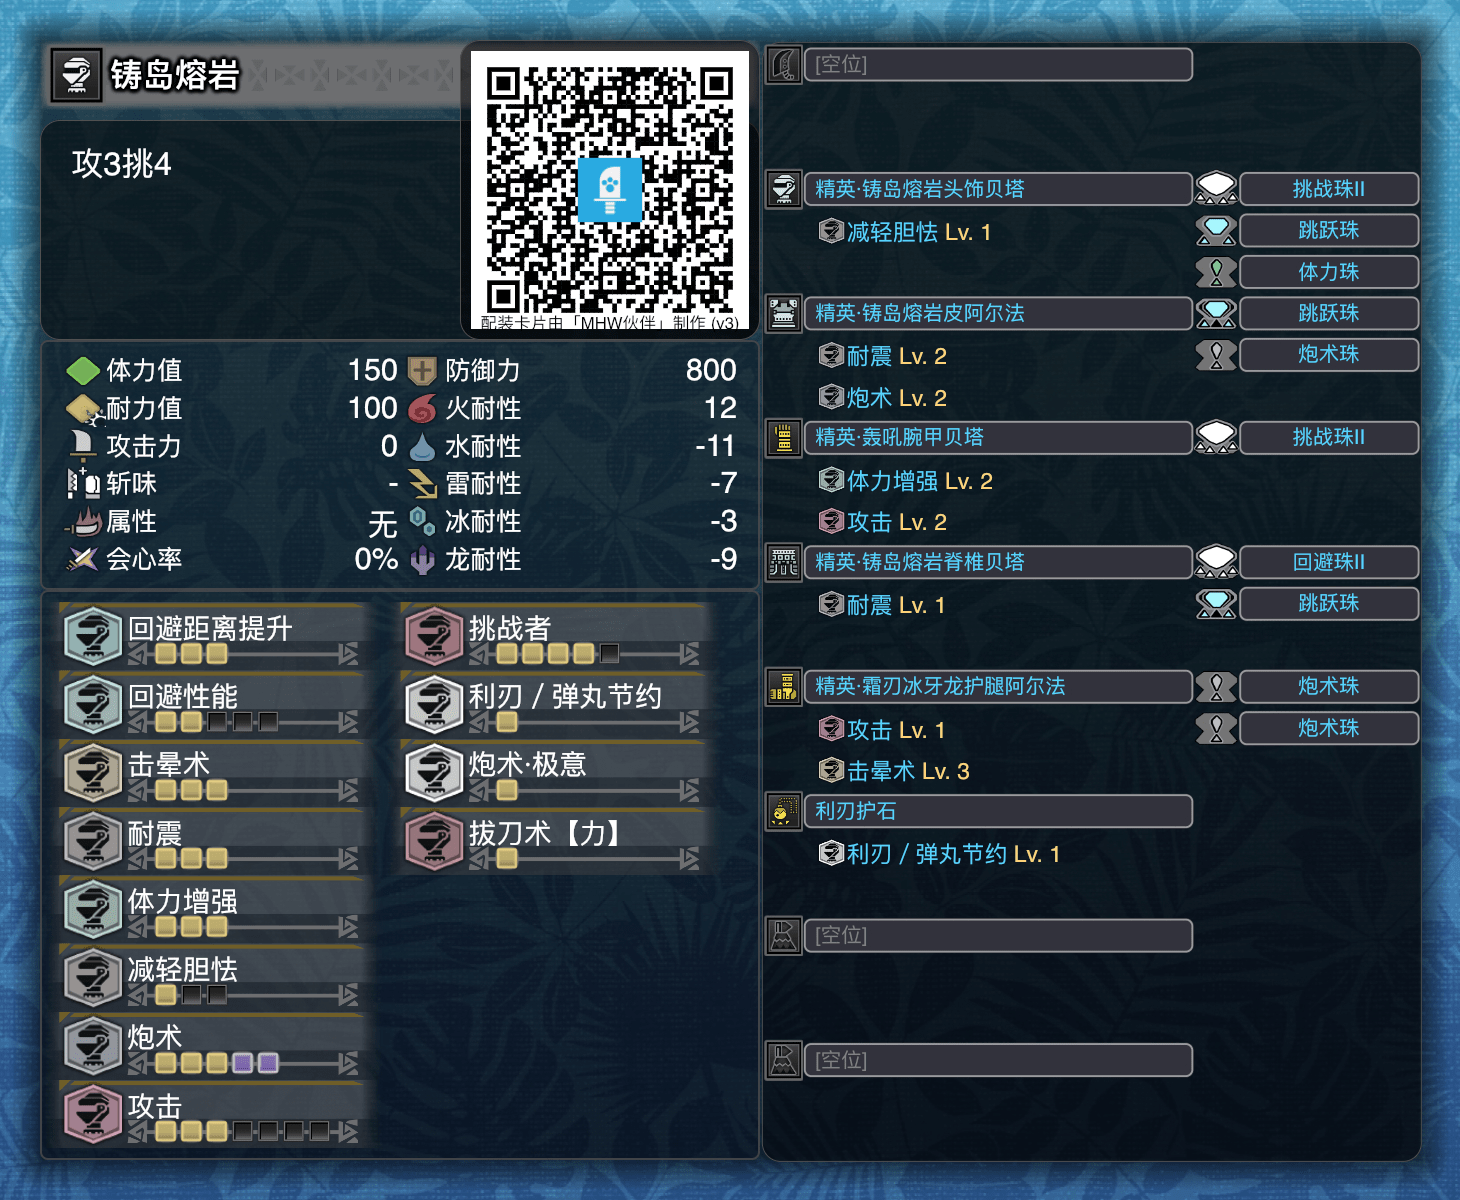 铸岛熔岩
攻3挑4
配装卡片由「MHW伙伴」制作 (v3)
体力值 150
耐力值 100
攻击力 0
斩味 -
属性 无
会心率 0%
防御力 800
火耐性 12
水耐性 -11
雷耐性 -7
冰耐性 -3
龙耐性 -9
回避距离提升
回避性能
击晕术
耐震
体力增强
减轻胆怯
炮术
攻击
挑战者
利刃 / 弹丸节约
炮术·极意
拔刀术【力】
[空位]
精英·铸岛熔岩头饰贝塔 挑战珠II
减轻胆怯 Lv. 1 跳跃珠
体力珠
精英·铸岛熔岩皮阿尔法 跳跃珠
耐震 Lv. 2 炮术珠
炮术 Lv. 2
精英·轰吼腕甲贝塔 挑战珠II
体力增强 Lv. 2
攻击 Lv. 2
精英·铸岛熔岩脊椎贝塔 回避珠II
耐震 Lv. 1 跳跃珠
精英·霜刃冰牙龙护腿阿尔法 炮术珠
攻击 Lv. 1 炮术珠
击晕术 Lv. 3
利刃护石
利刃 / 弹丸节约 Lv. 1
[空位]
[空位]